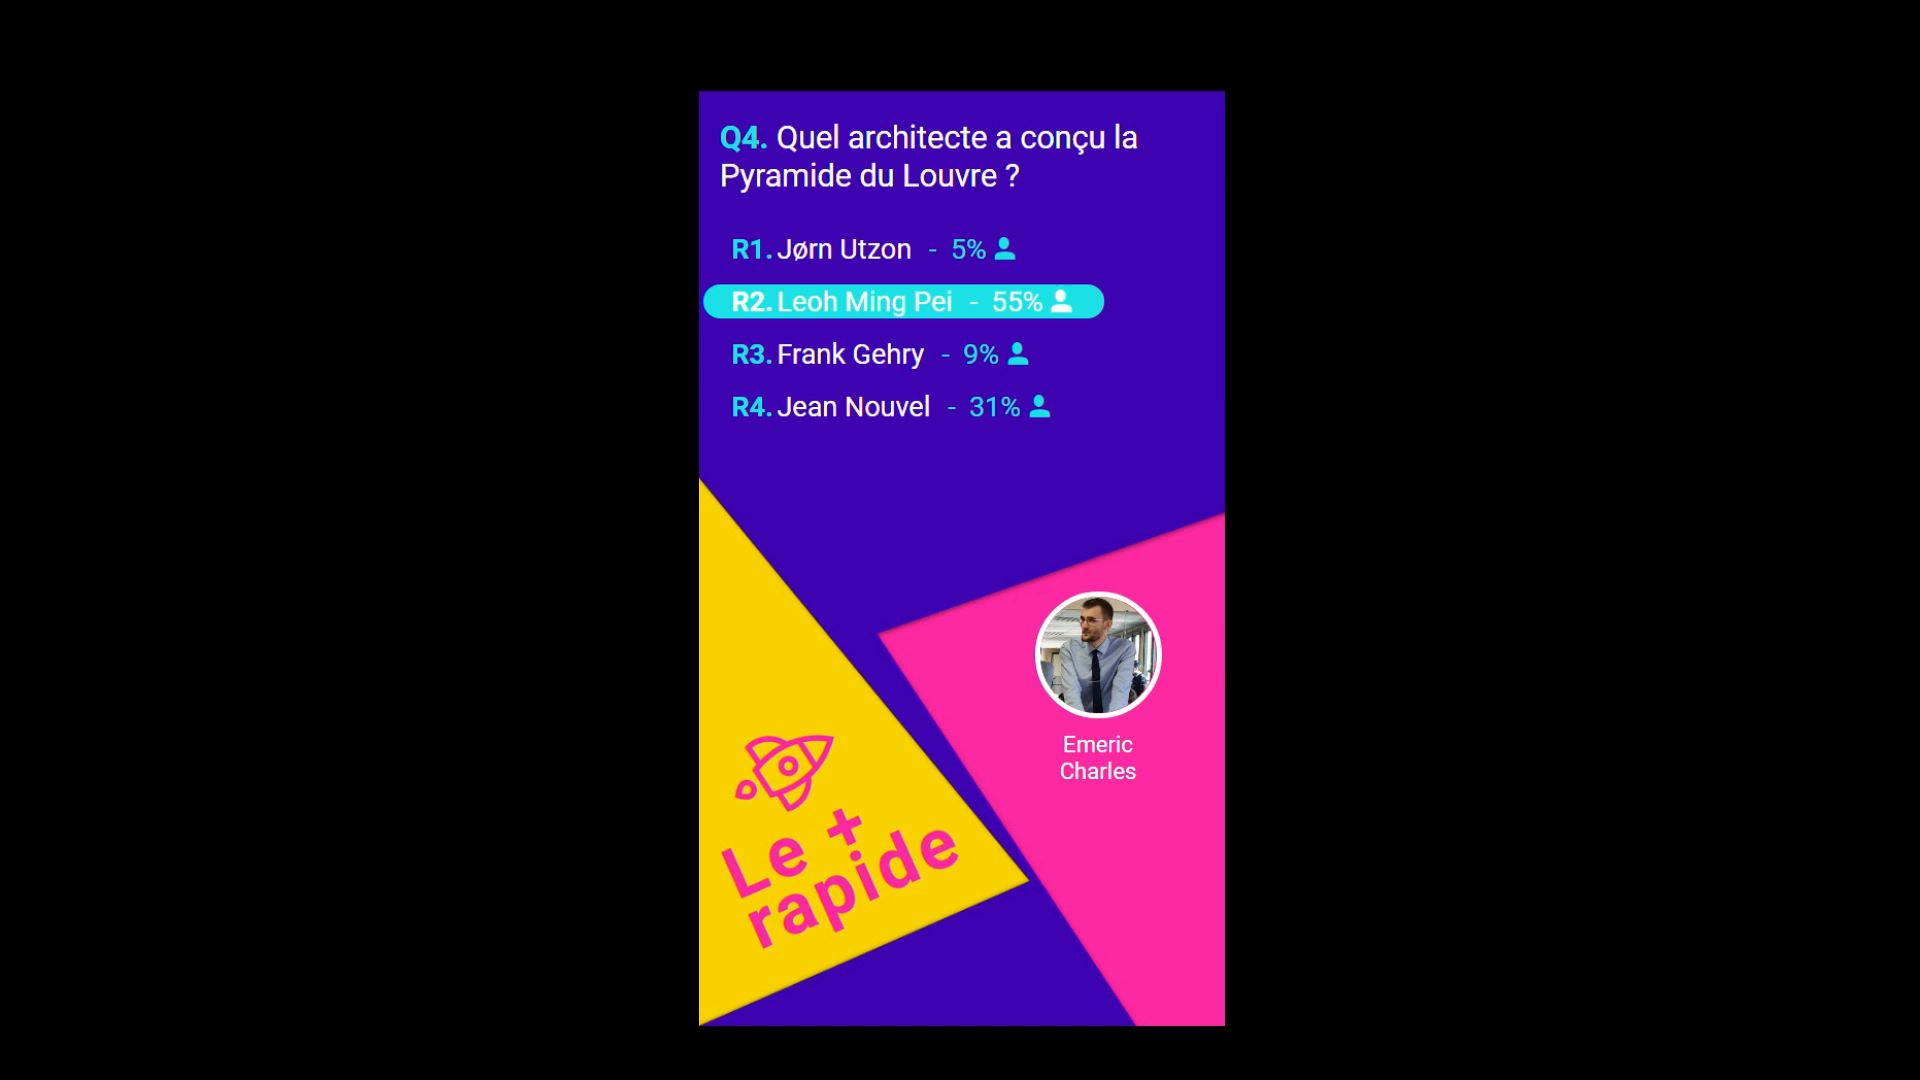 Q4. Quel architecte a conçu la
Pyramide du Louvre ?
R1. Jørn Utzon - 5%
R2. Leoh Ming Pei - 55%
R3. Frank Gehry - 9%
R4. Jean Nouvel - 31%
Emeric
Charles
Le +
rapide